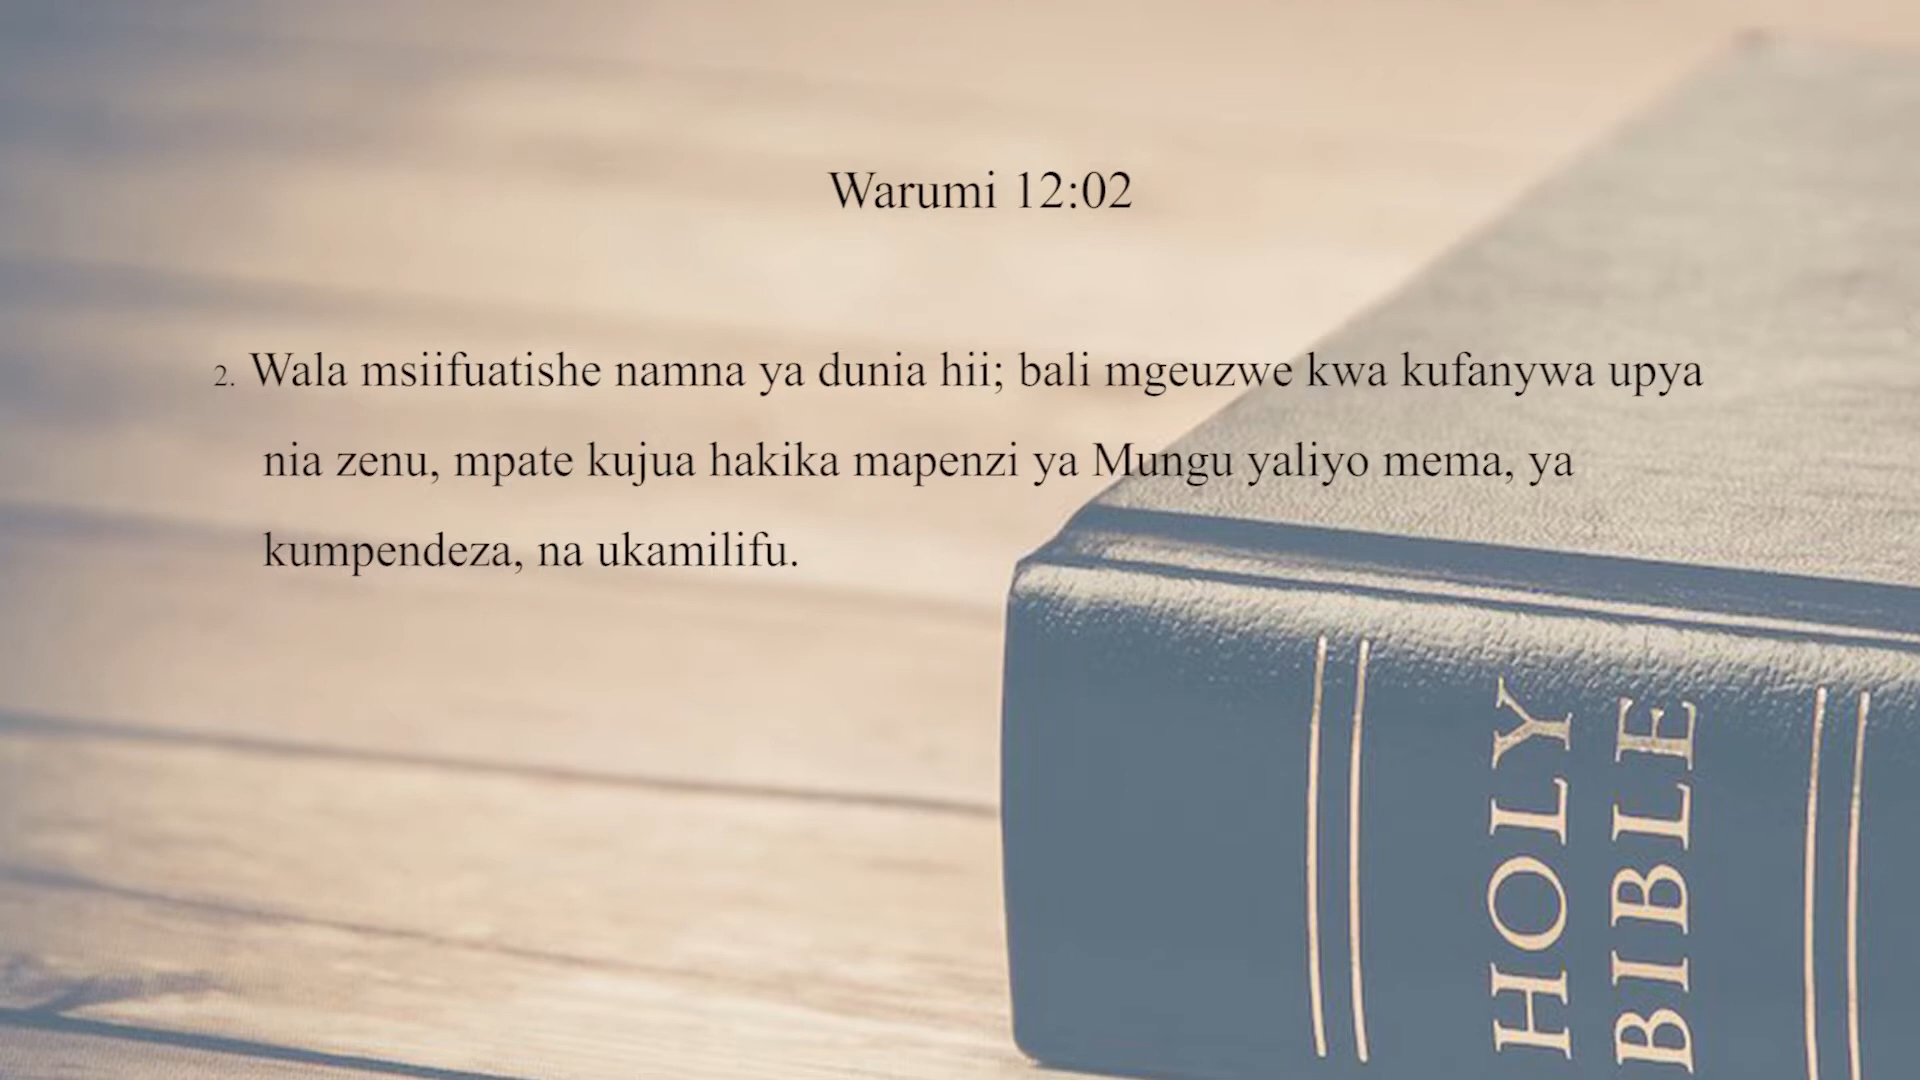 Warumi 12:02
2. Wala msiifuatishe namna ya dunia hii; bali mgeuzwe kwa kufanywa upya
nia zenu, mpate kujua hakika mapenzi ya Mungu yaliyo mema, ya
kumpendeza, na ukamilifu.
HOLY
BIBLE